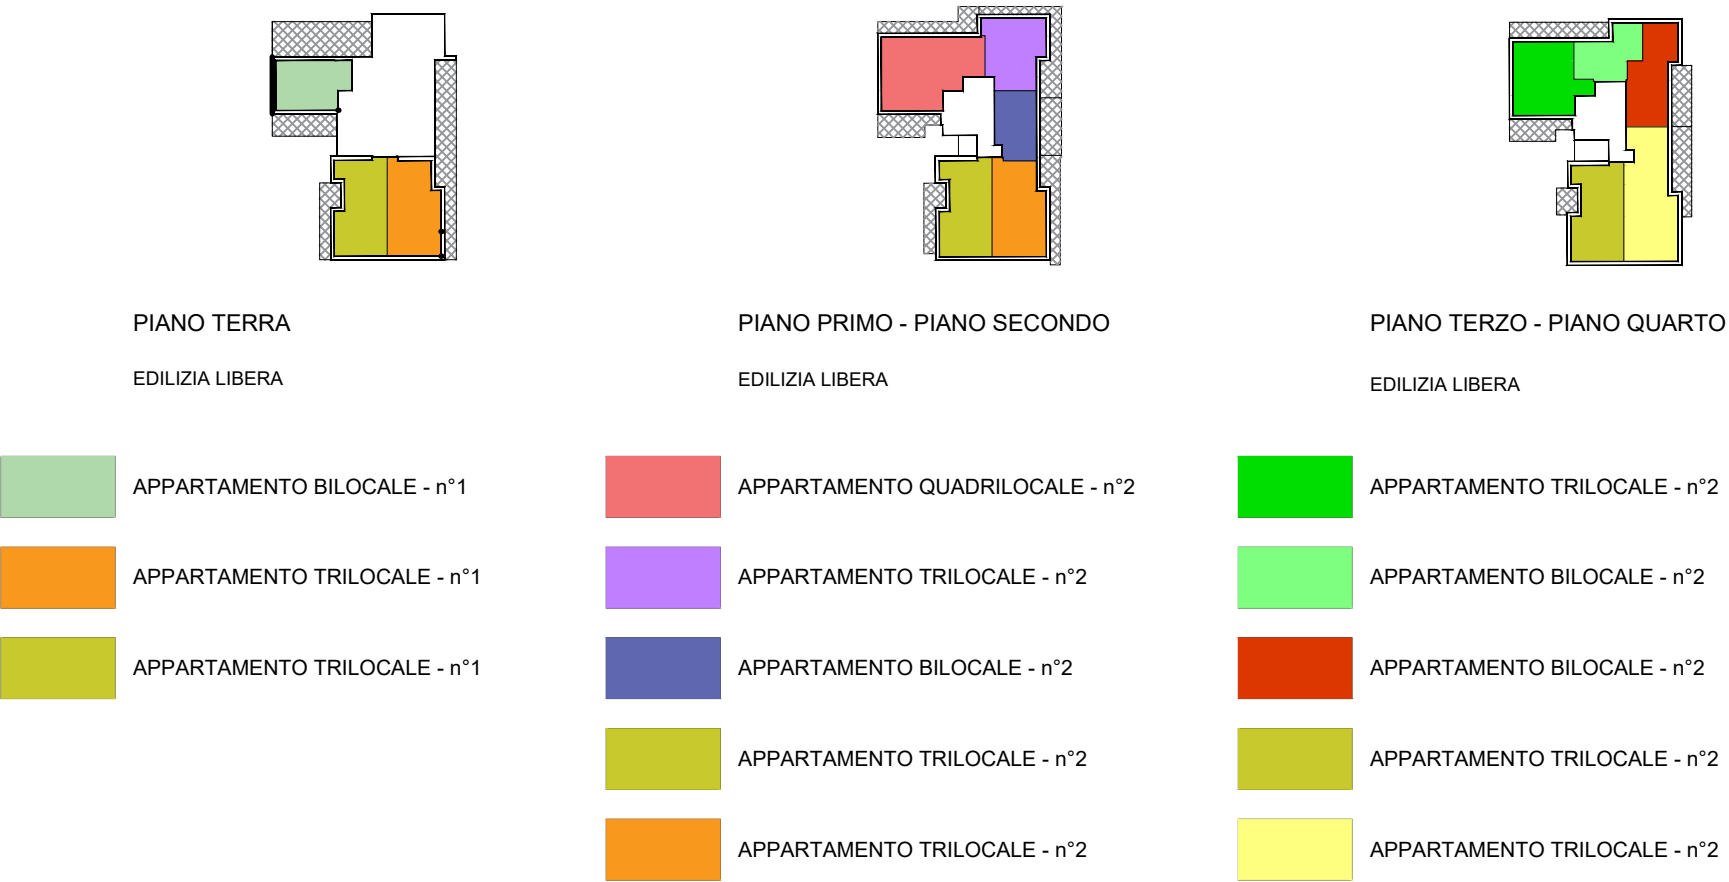 PIANO TERRA
EDILIZIA LIBERA
APPARTAMENTO BILOCALE - n°1
APPARTAMENTO TRILOCALE - n°1
APPARTAMENTO TRILOCALE - n°1
PIANO PRIMO - PIANO SECONDO
EDILIZIA LIBERA
APPARTAMENTO QUADRILOCALE - n°2
APPARTAMENTO TRILOCALE - n°2
APPARTAMENTO BILOCALE - n°2
APPARTAMENTO TRILOCALE - n°2
APPARTAMENTO TRILOCALE - n°2
PIANO TERZO - PIANO QUARTO
EDILIZIA LIBERA
APPARTAMENTO TRILOCALE - n°2
APPARTAMENTO BILOCALE - n°2
APPARTAMENTO BILOCALE - n°2
APPARTAMENTO TRILOCALE - n°2
APPARTAMENTO TRILOCALE - n°2